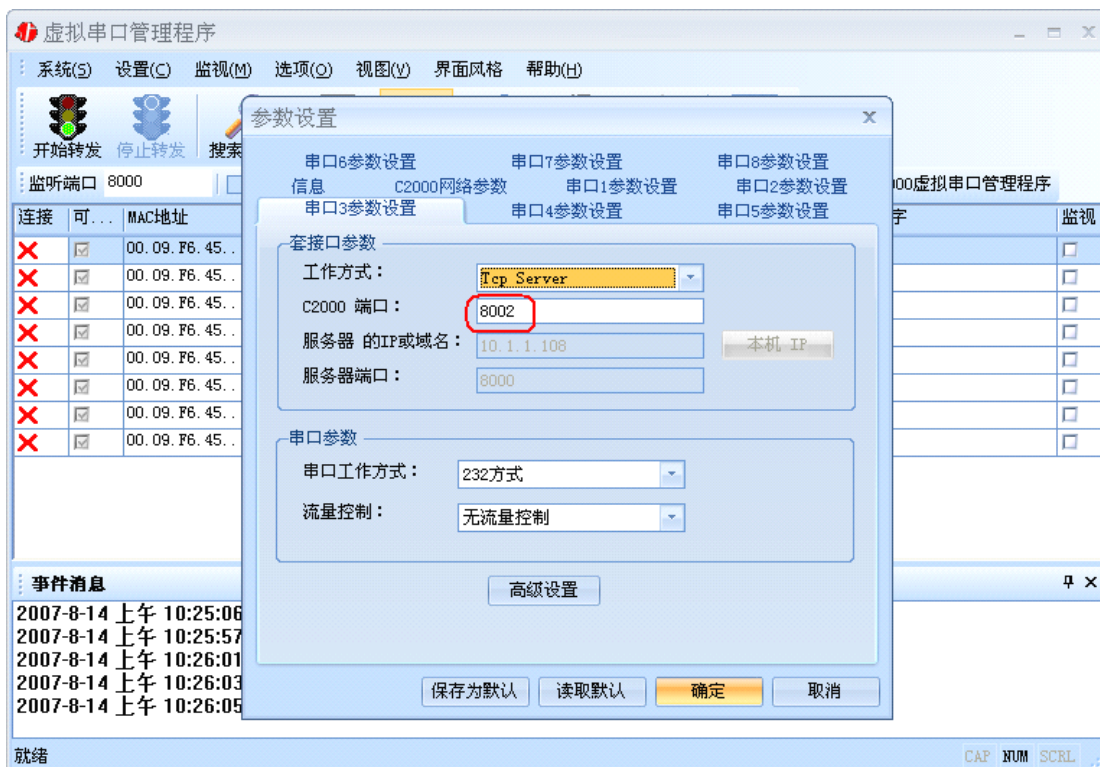 虚拟串口管理程序
系统(S) 设置(C) 监视(M) 选项(O) 视图(V) 界面风格 帮助(H)
开始转发 停止转发 搜索
监听端口 8000
00虚拟串口管理程序
连接 可... MAC地址 字 监视
00.09.F6.45..
00.09.F6.45..
00.09.F6.45..
00.09.F6.45..
00.09.F6.45..
00.09.F6.45..
00.09.F6.45..
00.09.F6.45..
参数设置
串口6参数设置 串口7参数设置 串口8参数设置
信息 C2000网络参数 串口1参数设置 串口2参数设置
串口3参数设置 串口4参数设置 串口5参数设置
套接口参数
工作方式： Tcp Server
C2000 端口： 8002
服务器 的IP或域名： 10.1.1.108 本机 IP
服务器端口： 8000
串口参数
串口工作方式： 232方式
流量控制： 无流量控制
高级设置
保存为默认 读取默认 确定 取消
事件消息
2007-8-14 上午 10:25:06
2007-8-14 上午 10:25:57
2007-8-14 上午 10:26:01
2007-8-14 上午 10:26:03
2007-8-14 上午 10:26:05
就绪 CAP NUM SCRL